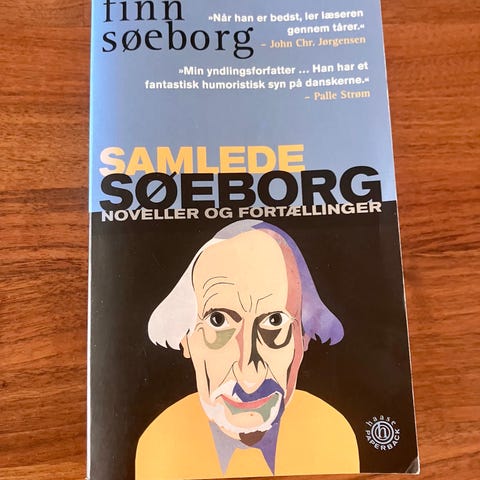 finn
søeborg
»Når han er bedst, ler læseren
gennem tårer.«
– John Chr. Jørgensen
»Min yndlingsforfatter ... Han har et
fantastisk humoristisk syn på danskerne.«
– Palle Strøm
SAMLEDE
SØEBORG
NOVELLER OG FORTÆLLINGER
haase
h
PAPERBACK